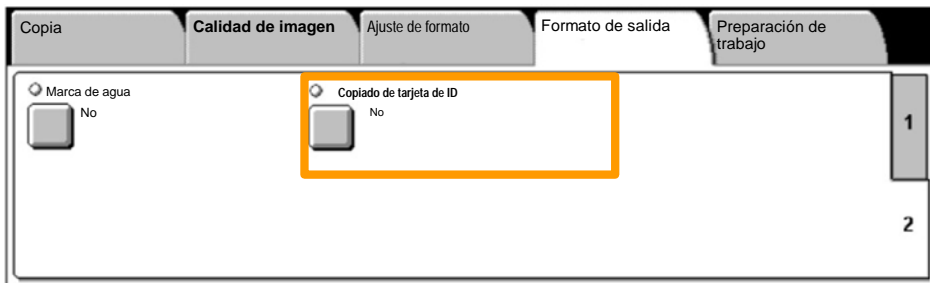 Copia
Calidad de imagen
Ajuste de formato
Formato de salida
Preparación de
trabajo
Marca de agua
No
Copiado de tarjeta de ID
No
1
2